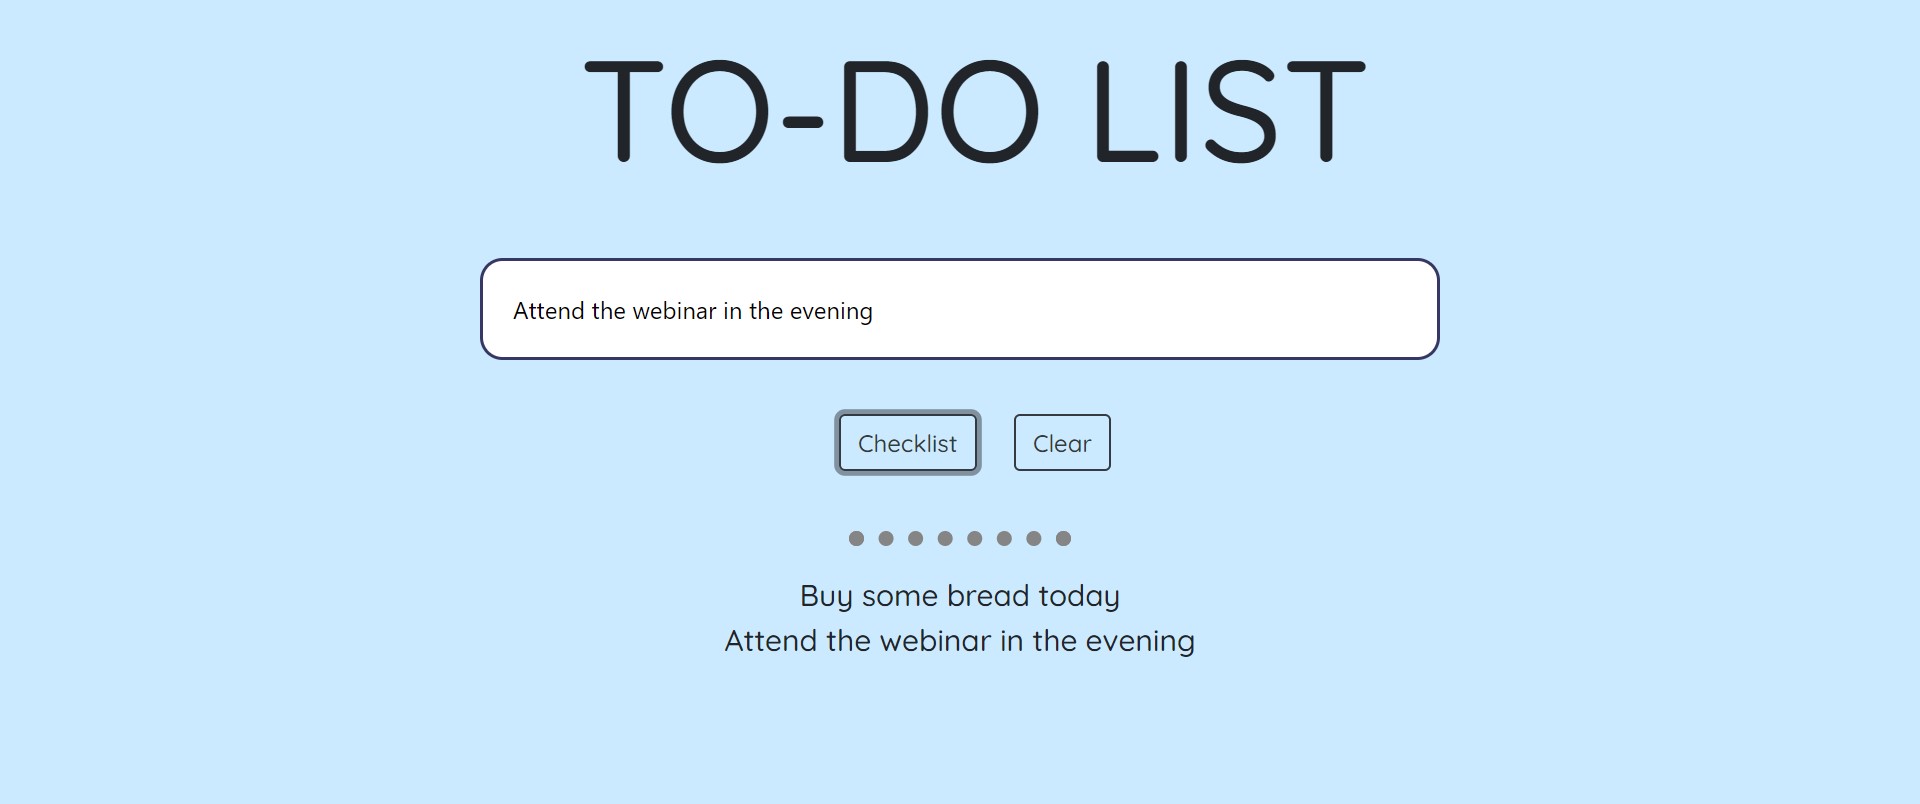 TO-DO LIST
Attend the webinar in the evening
Checklist
Clear
Buy some bread today
Attend the webinar in the evening